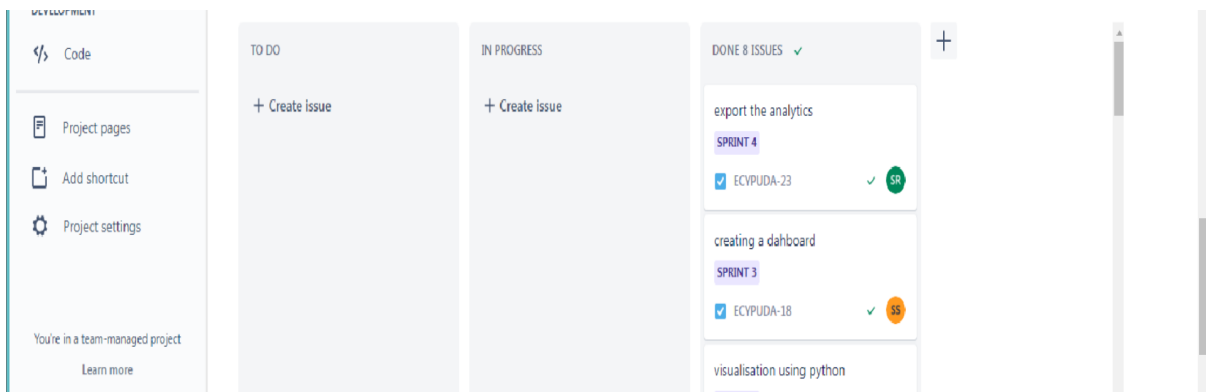 DEVELOPMENT
Code
Project pages
Add shortcut
Project settings
You're in a team-managed project
Learn more
TO DO
+ Create issue
IN PROGRESS
+ Create issue
DONE 8 ISSUES
export the analytics
SPRINT 4
ECVPUDA-23
SR
creating a dahboard
SPRINT 3
ECVPUDA-18
SS
visualisation using python